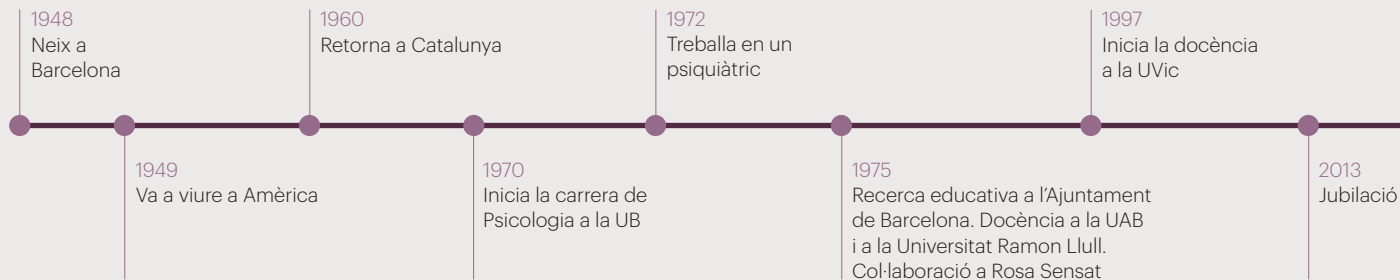 1948
Neix a
Barcelona
1949
Va a viure a Amèrica
1960
Retorna a Catalunya
1970
Inicia la carrera de
Psicologia a la UB
1972
Treballa en un
psiquiàtric
1975
Recerca educativa a l’Ajuntament
de Barcelona. Docència a la UAB
i a la Universitat Ramon Llull.
Col·laboració a Rosa Sensat
1997
Inicia la docència
a la UVic
2013
Jubilació